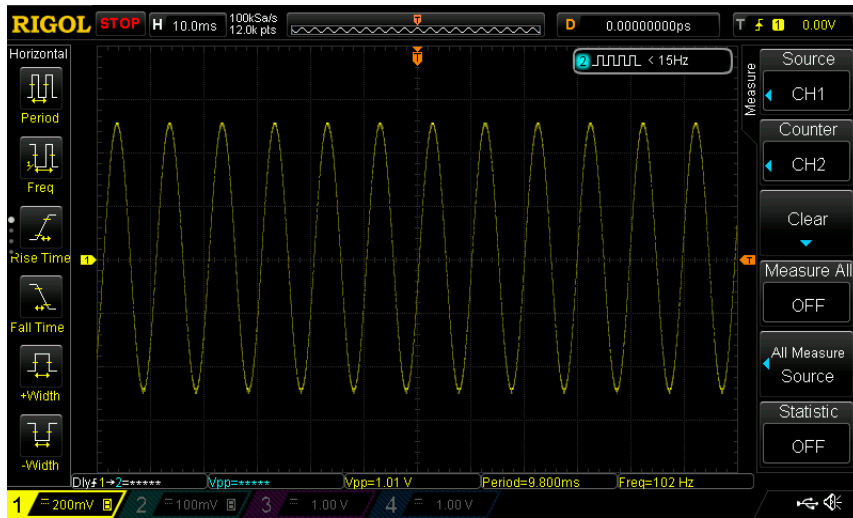 RIGOL STOP H 10.0ms 100kSa/s 12.0k pts D 0.00000000ps T 1 0.00V
Horizontal
Period
Freq
Rise Time
Fall Time
+Width
-Width
T
2 < 15Hz
1
T
Measure
Source
CH1
Counter
CH2
Clear
Measure All
OFF
All Measure
Source
Statistic
OFF
Dly 1→2=***** Vpp=***** Vpp=1.01 V Period=9.800ms Freq=102 Hz
1 200mV B 2 100mV B 3 1.00 V 4 1.00 V